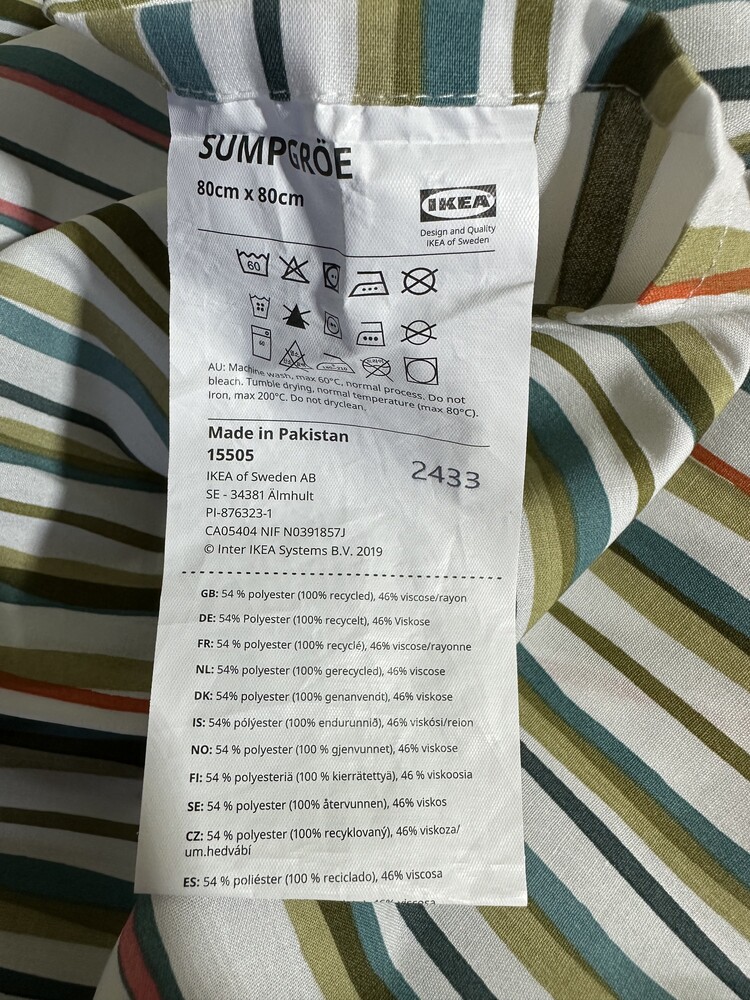 SUMPGRÖE
80cm x 80cm
IKEA
Design and Quality
IKEA of Sweden
60
60
AU: Machine wash, max 60°C, normal process. Do not
bleach. Tumble drying, normal temperature (max 80°C).
Iron, max 200°C. Do not dryclean.
Made in Pakistan
15505
2433
IKEA of Sweden AB
SE - 34381 Älmhult
PI-876323-1
CA05404 NIF N0391857J
© Inter IKEA Systems B.V. 2019
GB: 54 % polyester (100% recycled), 46% viscose/rayon
DE: 54% Polyester (100% recycelt), 46% Viskose
FR: 54 % polyester (100% recyclé), 46% viscose/rayonne
NL: 54% polyester (100% gerecycled), 46% viscose
DK: 54% polyester (100% genanvendt), 46% viskose
IS: 54% pólýester (100% endurunnið), 46% viskósi/reion
NO: 54 % polyester (100 % gjenvunnet), 46% viskose
FI: 54 % polyesteriä (100 % kierrätettyä), 46 % viskoosia
SE: 54 % polyester (100% återvunnen), 46% viskos
CZ: 54 % polyester (100% recyklovaný), 46% viskoza/
um.hedvábí
ES: 54 % poliéster (100 % reciclado), 46% viscosa